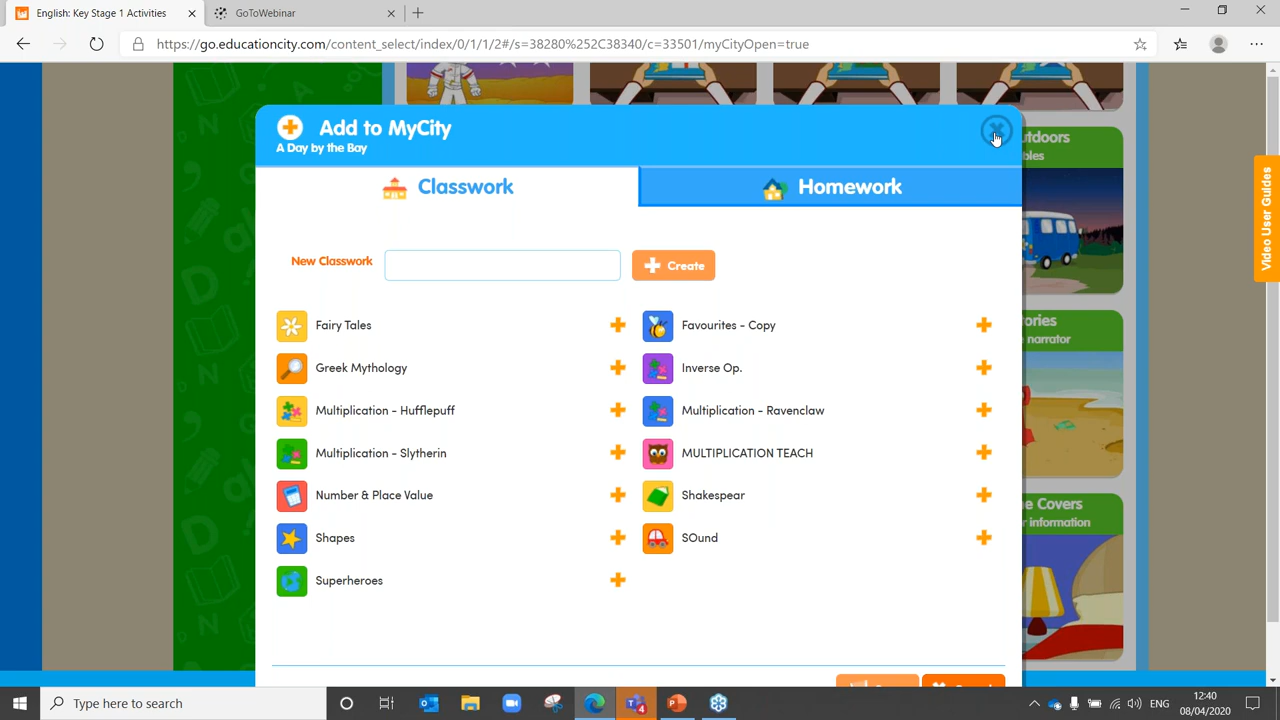 English: Key Stage 1 Activities
GoToWebinar
https://go.educationcity.com/content_select/index/0/1/1/2#/s=38280%252C38340/c=33501/myCityOpen=true
Add to MyCity
A Day by the Bay
Classwork
Homework
New Classwork
Create
Fairy Tales
Favourites - Copy
Greek Mythology
Inverse Op.
Multiplication - Hufflepuff
Multiplication - Ravenclaw
Multiplication - Slytherin
MULTIPLICATION TEACH
Number & Place Value
Shakespear
Shapes
SOund
Superheroes
narrator
Covers
information
Video User Guides
Type here to search
4
ENG
12:40
08/04/2020